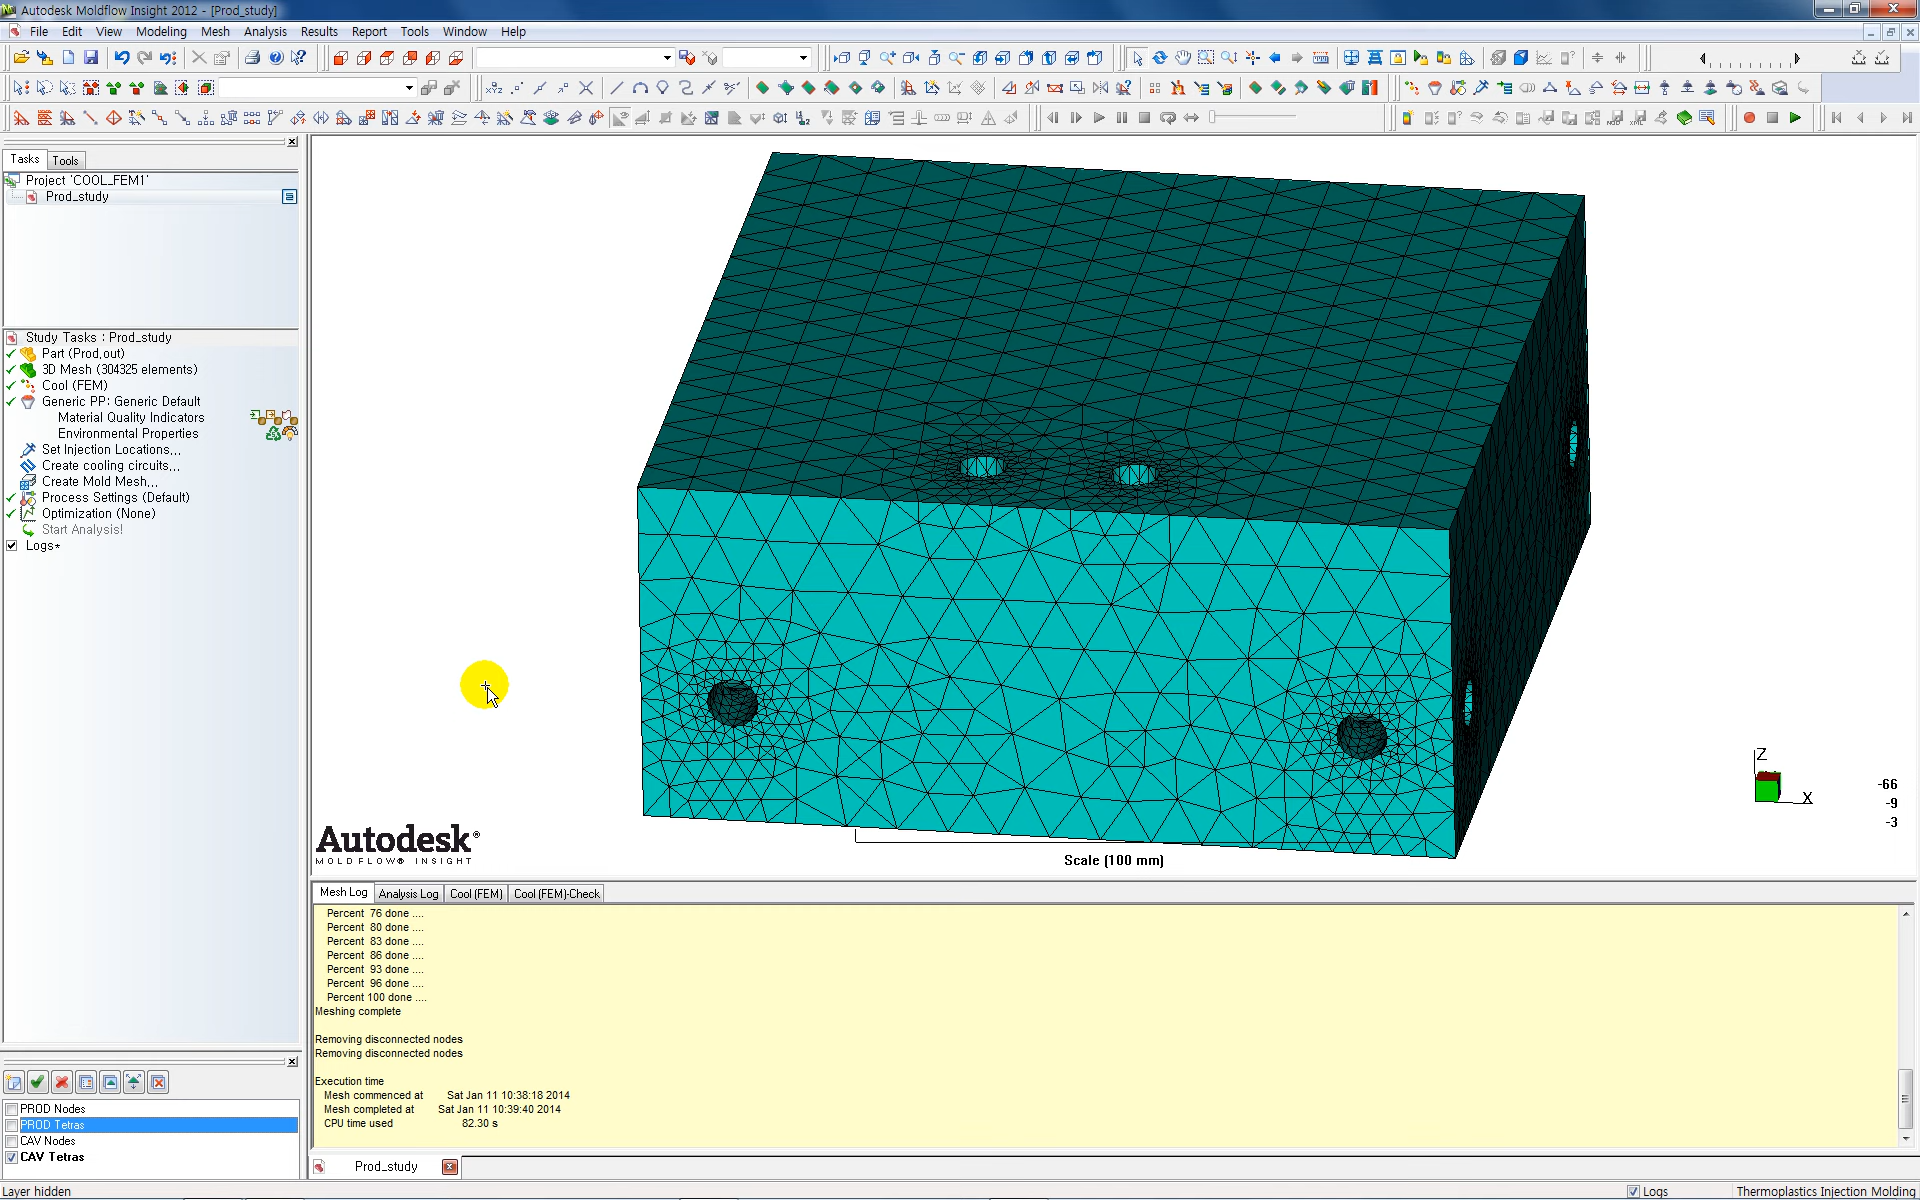 Autodesk Moldflow Insight 2012 - [Prod_study]
File Edit View Modeling Mesh Analysis Results Report Tools Window Help
Tasks Tools
Project 'COOL_FEM1'
Prod_study
Study Tasks : Prod_study
Part (Prod.out)
3D Mesh (304325 elements)
Cool (FEM)
Generic PP: Generic Default
Material Quality Indicators
Environmental Properties
Set Injection Locations...
Create cooling circuits...
Create Mold Mesh...
Process Settings (Default)
Optimization (None)
Start Analysis!
Logs*
PROD Nodes
PROD Tetras
CAV Nodes
CAV Tetras
Z
X
-66
-9
-3
Autodesk®
MOLDFLOW® INSIGHT
Scale (100 mm)
Mesh Log Analysis Log Cool (FEM) Cool (FEM)-Check
Percent 76 done ....
Percent 80 done ....
Percent 83 done ....
Percent 86 done ....
Percent 93 done ....
Percent 96 done ....
Percent 100 done ....
Meshing complete
Removing disconnected nodes
Removing disconnected nodes
Execution time
Mesh commenced at Sat Jan 11 10:38:18 2014
Mesh completed at Sat Jan 11 10:39:40 2014
CPU time used 82.30 s
Prod_study
Layer hidden
Logs
Thermoplastics Injection Molding